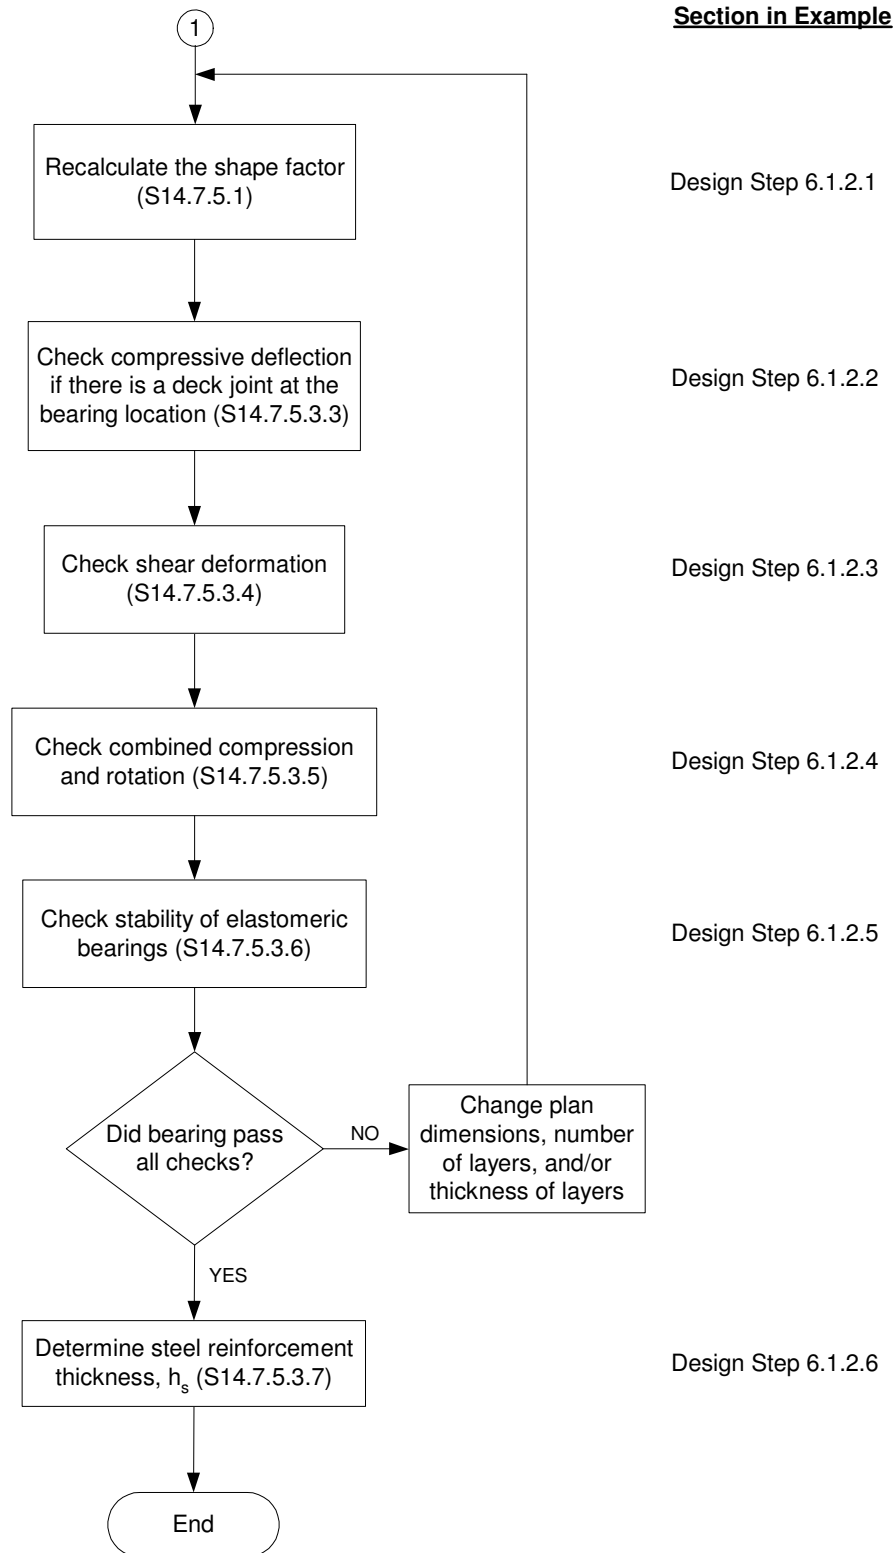 Section in Example
1
Recalculate the shape factor
(S14.7.5.1)
Design Step 6.1.2.1
Check compressive deflection
if there is a deck joint at the
bearing location (S14.7.5.3.3)
Design Step 6.1.2.2
Check shear deformation
(S14.7.5.3.4)
Design Step 6.1.2.3
Check combined compression
and rotation (S14.7.5.3.5)
Design Step 6.1.2.4
Check stability of elastomeric
bearings (S14.7.5.3.6)
Design Step 6.1.2.5
Did bearing pass
all checks?
NO
Change plan
dimensions, number
of layers, and/or
thickness of layers
YES
Determine steel reinforcement
thickness, hs (S14.7.5.3.7)
Design Step 6.1.2.6
End